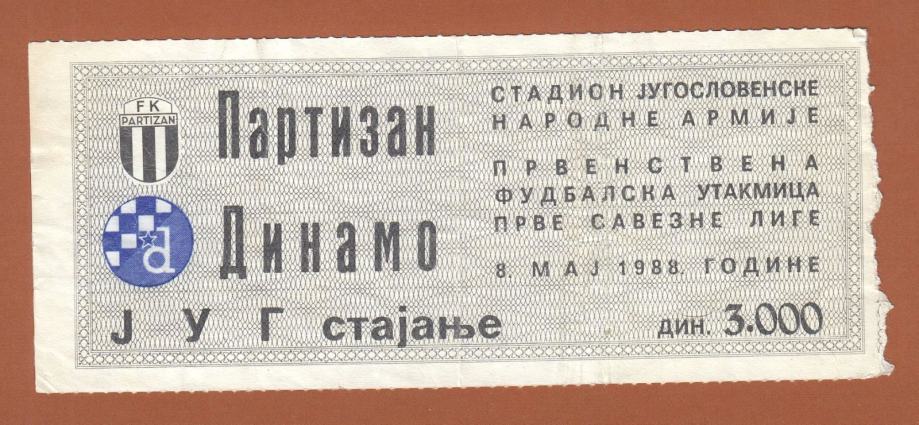 FK
PARTIZAN
Партизан
Динамо
d
ЈУГ стајање
СТАДИОН ЈУГОСЛОВЕНСКЕ
НАРОДНЕ АРМИЈЕ
ПРВЕНСТВЕНА
ФУДБАЛСКА УТАКМИЦА
ПРВЕ САВЕЗНЕ ЛИГЕ
8. МАЈ 1988. ГОДИНЕ
ДИН. 3.000